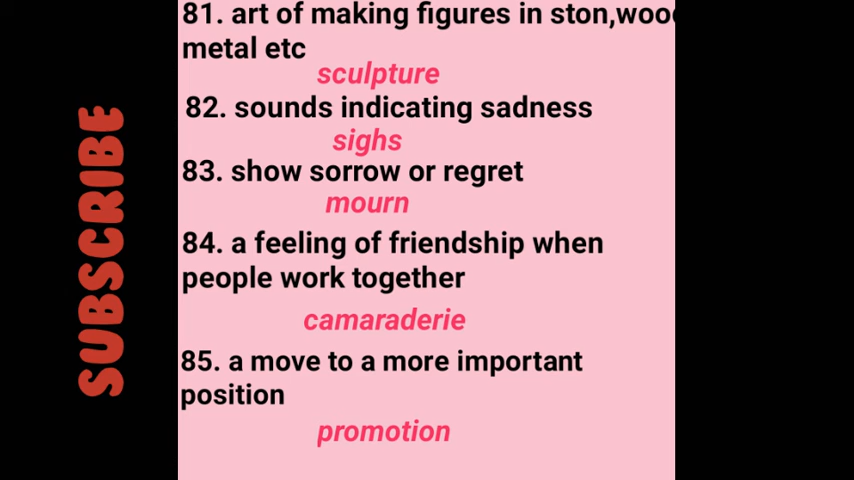 SUBSCRIBE
81. art of making figures in ston,wood
metal etc
sculpture
82. sounds indicating sadness
sighs
83. show sorrow or regret
mourn
84. a feeling of friendship when
people work together
camaraderie
85. a move to a more important
position
promotion